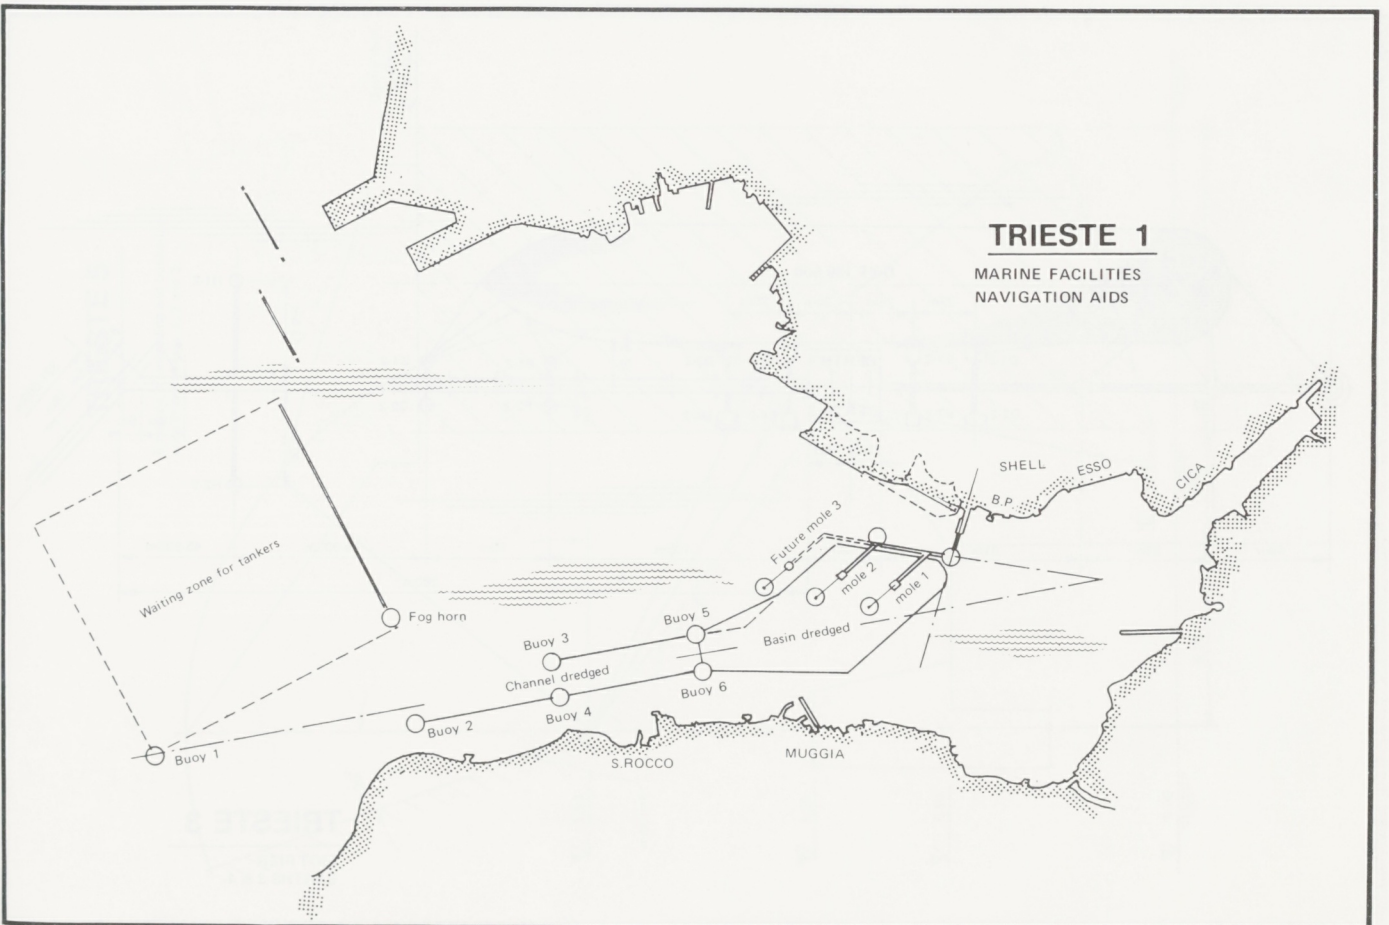 TRIESTE 1
MARINE FACILITIES
NAVIGATION AIDS
SHELL
ESSO
CICA
B.P.
Future mole 3
mole 2
mole 1
Waiting zone for tankers
Fog horn
Buoy 5
Basin dredged
Buoy 3
Channel dredged
Buoy 6
Buoy 4
Buoy 2
Buoy 1
S.ROCCO
MUGGIA